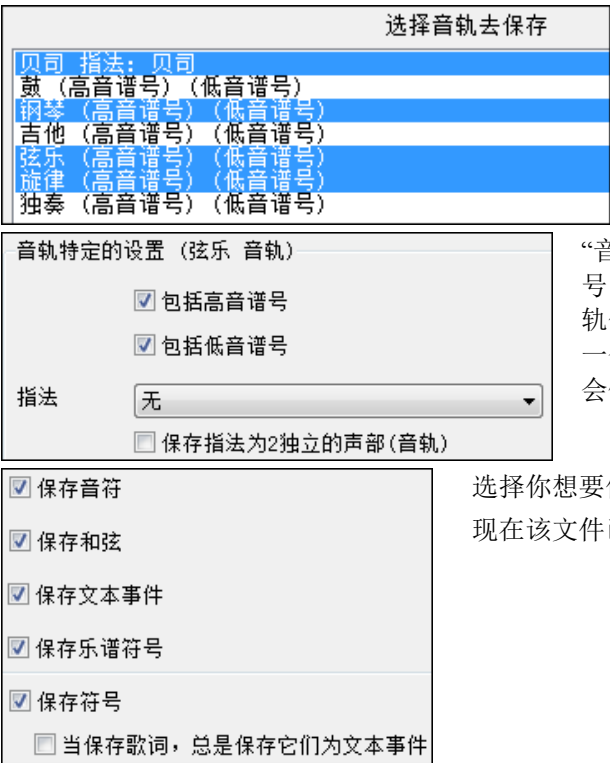 选择音轨去保存
贝司 指法: 贝司
鼓 (高音谱号) (低音谱号)
钢琴 (高音谱号) (低音谱号)
吉他 (高音谱号) (低音谱号)
弦乐 (高音谱号) (低音谱号)
旋律 (高音谱号) (低音谱号)
独奏 (高音谱号) (低音谱号)
音轨特定的设置 (弦乐 音轨)
包括高音谱号
包括低音谱号
指法 无
保存指法为2独立的声部(音轨)
“音
号
轨
一
会
保存音符
保存和弦
保存文本事件
保存乐谱符号
保存符号
当保存歌词，总是保存它们为文本事件
选择你想要
现在该文件